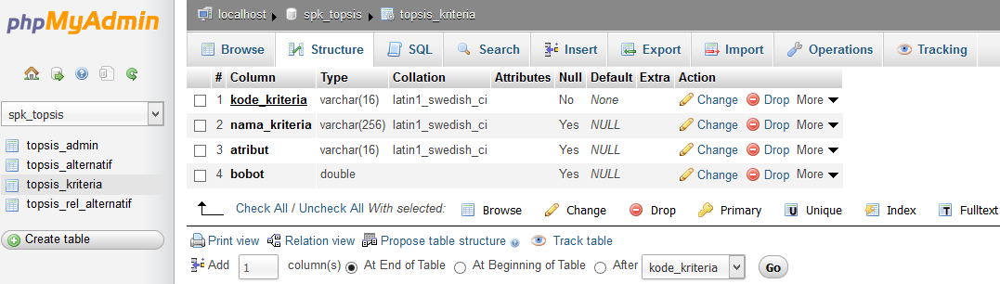 phpMyAdmin
localhost spk_topsis topsis_kriteria
Browse Structure SQL Search Insert Export Import Operations Tracking
# Column Type Collation Attributes Null Default Extra Action
1 kode_kriteria varchar(16) latin1_swedish_ci No None Change Drop More
2 nama_kriteria varchar(256) latin1_swedish_ci Yes NULL Change Drop More
3 atribut varchar(16) latin1_swedish_ci Yes NULL Change Drop More
4 bobot double Yes NULL Change Drop More
Check All / Uncheck All With selected: Browse Change Drop Primary Unique Index Fulltext
Print view Relation view Propose table structure Track table
Add 1 column(s) At End of Table At Beginning of Table After kode_kriteria Go
spk_topsis
topsis_admin
topsis_alternatif
topsis_kriteria
topsis_rel_alternatif
Create table